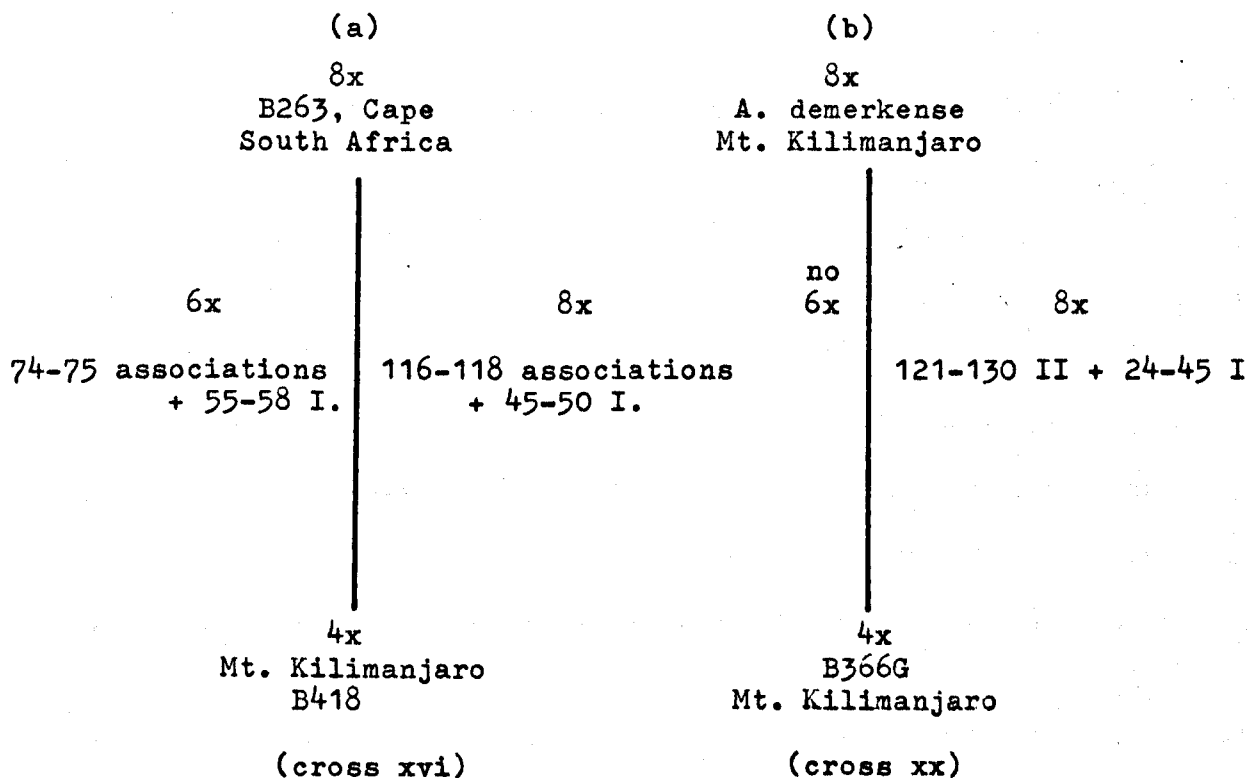 (a)
8x
B263, Cape
South Africa
6x
8x
74-75 associations
+ 55-58 I.
116-118 associations
+ 45-50 I.
4x
Mt. Kilimanjaro
B418
(cross xvi)
(b)
8x
A. demerkense
Mt. Kilimanjaro
no
6x
8x
121-130 II + 24-45 I
4x
B366G
Mt. Kilimanjaro
(cross xx)